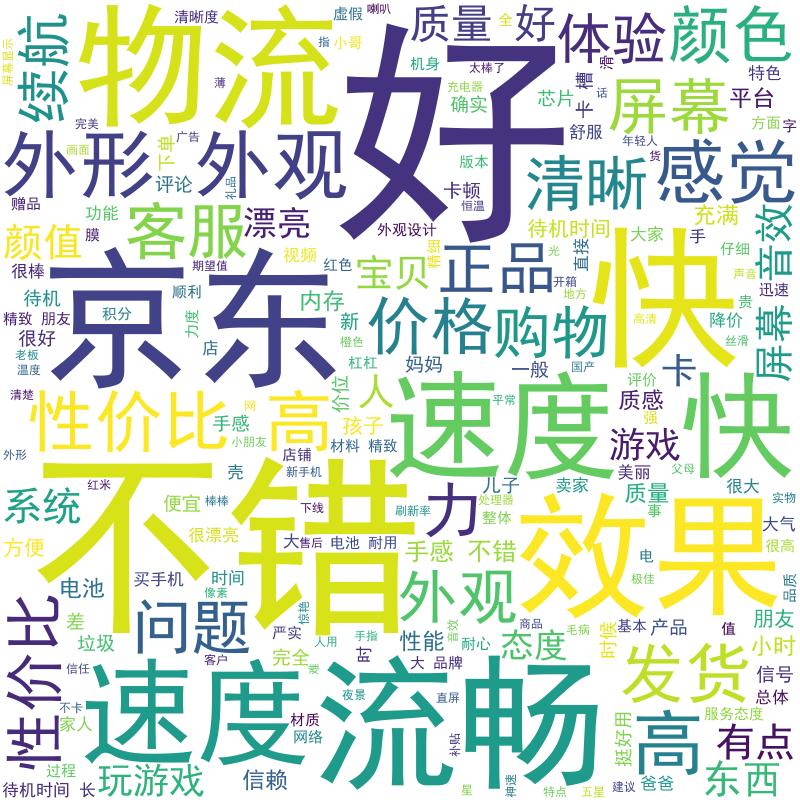 续航
物流
好
质量 好
体验
颜色
清晰度
虚假
喇叭
指 小哥
全
太棒了
滑
特色
屏幕显示
薄
机身
充电器
芯片
槽
话
屏幕
平台
确实
卡
舒服
方面
字
完美
画面
广告
下单
年轻人
货
外形
外观
评论
礼品
版本
卡顿
恒温
清晰
感觉
赠品
功能
客服
漂亮
外观设计
待机时间
充满
音效
颜值
膜
视频
精细
正品
直接
大家
手
光
仔细
声音
很棒
期望值
红色
宝贝
开箱
地方
快
迅速
贵
京东
待机
积分
顺利
力度
内存
新
价格
购物
高清
降价
丝滑
屏幕
精致 朋友
很好
老板
温度
店
橙色
杠杠
妈妈
一般
国产
卡
清楚
性价比 高
网
小朋友
手感
价位
人
孩子
材料 精致
平常
速度 快
评价
质感
强
游戏
美丽
父母
外形
店铺
新手机
壳
系统
红米
不错
便宜
棒棒
很漂亮
下线
力
刷新率
儿子
处理器
整体
卖家
质量
事
很大
实物
大气
效果
很高
方便
大
售后 电池 耐用
手感 不错
电
极佳
品质
电池
买手机
时间
像素
惊艳
外观
性价比
差
垃圾
问题
严实
人用
手指
性能
音效
耐心
商品
态度
毛病
时候
基本 产品
值
朋友
小时
信任
完全
客户
时
大 品牌
不卡
家人
速度
流畅
夜景
直屏
发货
信号
总体
材质
网络
补贴
挺好用
高
服务态度
有点
过程
待机时间 长
玩游戏
信赖
星
神速
特点
五星
建议
爸爸
东西